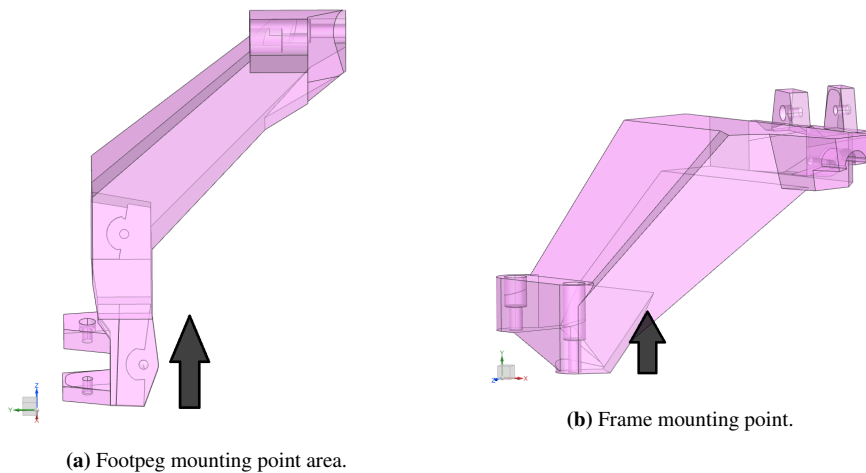 Z
Y
X
Y
Z
X
(b) Frame mounting point.
(a) Footpeg mounting point area.